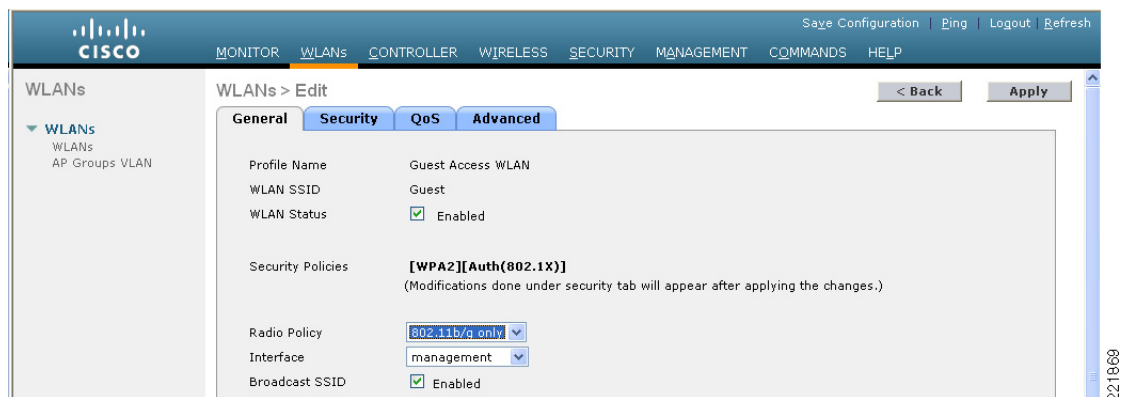 Save Configuration | Ping | Logout | Refresh
CISCO
MONITOR WLANs CONTROLLER WIRELESS SECURITY MANAGEMENT COMMANDS HELP
WLANs
WLANs
WLANs
AP Groups VLAN
WLANs > Edit
< Back
Apply
General Security QoS Advanced
Profile Name Guest Access WLAN
WLAN SSID Guest
WLAN Status Enabled
Security Policies [WPA2][Auth(802.1X)]
(Modifications done under security tab will appear after applying the changes.)
Radio Policy 802.11b/g only
Interface management
Broadcast SSID Enabled
221869